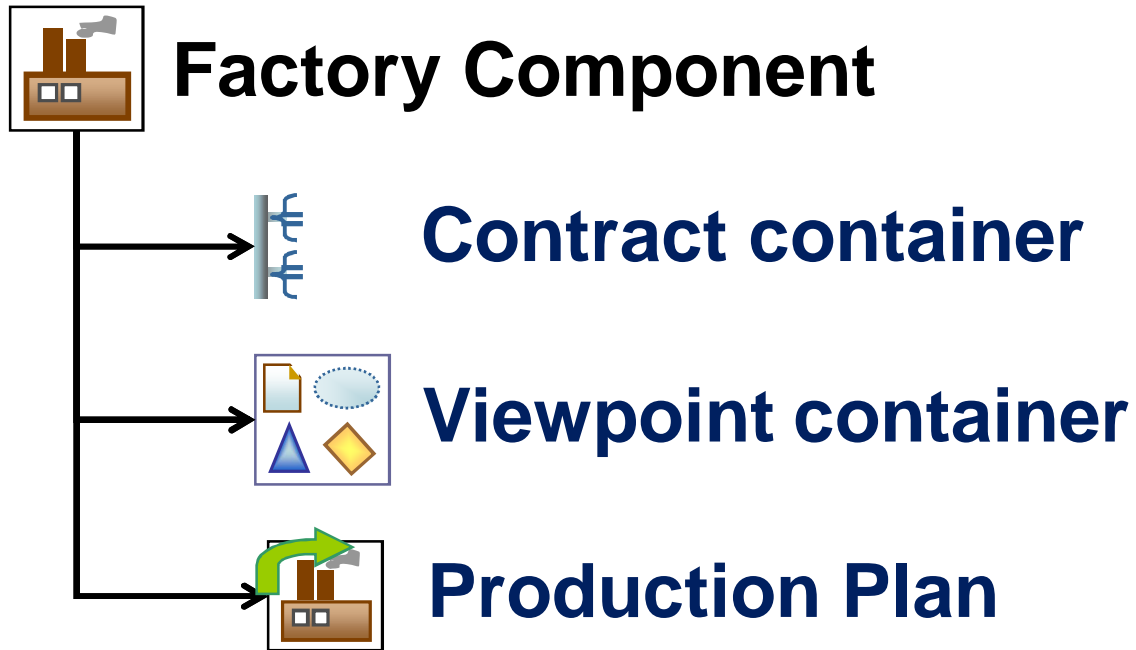 Factory Component
Contract container
Viewpoint container
Production Plan